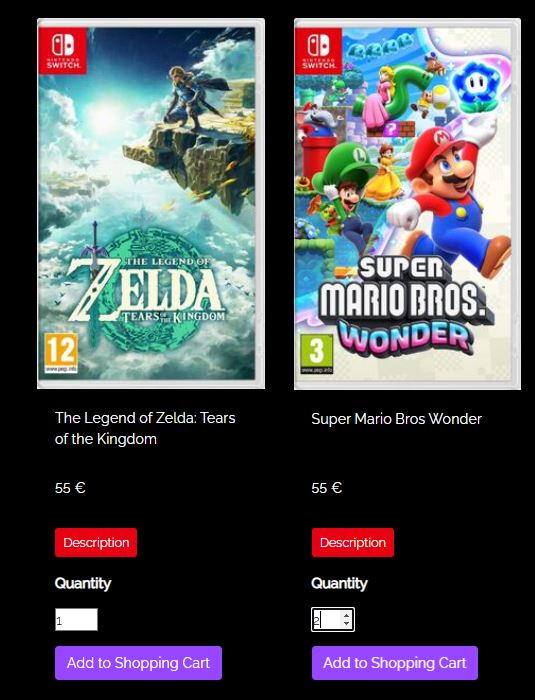 NINTENDO
SWITCH
THE LEGEND OF
ZELDA
TEARS OF THE KINGDOM
12
www.pegi.info
The Legend of Zelda: Tears
of the Kingdom
55 €
Description
Quantity
1
Add to Shopping Cart
NINTENDO
SWITCH
?
SUPER
MARIO BROS.
WONDER
3
www.pegi.info
Super Mario Bros Wonder
55 €
Description
Quantity
2
Add to Shopping Cart